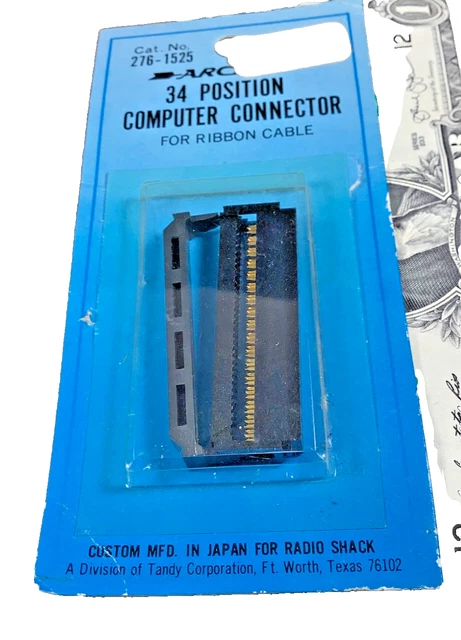 Cat. No.
276-1525
34 POSITION
COMPUTER CONNECTOR
FOR RIBBON CABLE
CUSTOM MFD. IN JAPAN FOR RADIO SHACK
A Division of Tandy Corporation, Ft. Worth, Texas 76102
12
SERIES